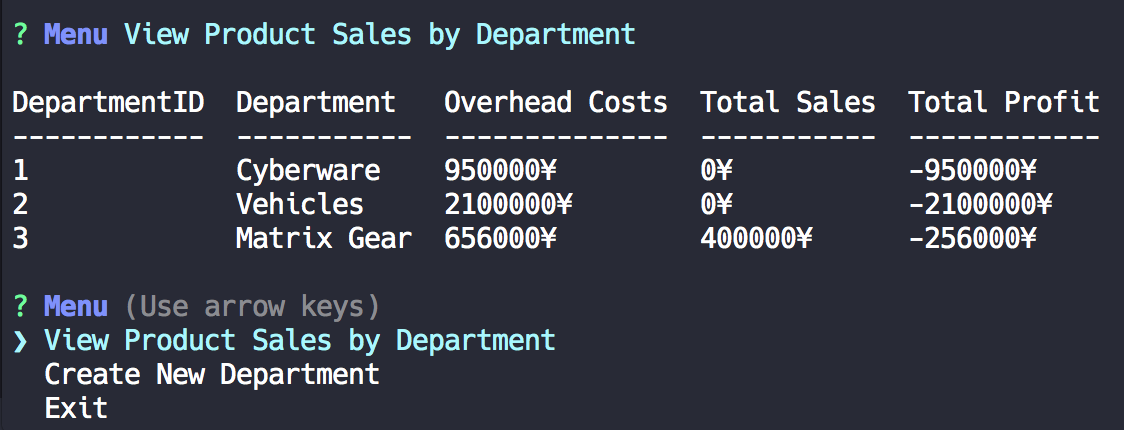 ? Menu View Product Sales by Department
DepartmentID  Department   Overhead Costs  Total Sales  Total Profit
------------  -----------  --------------  -----------  ------------
1             Cyberware    950000¥         0¥           -950000¥
2             Vehicles     2100000¥        0¥           -2100000¥
3             Matrix Gear  656000¥         400000¥      -256000¥
? Menu (Use arrow keys)
❯ View Product Sales by Department
  Create New Department
  Exit